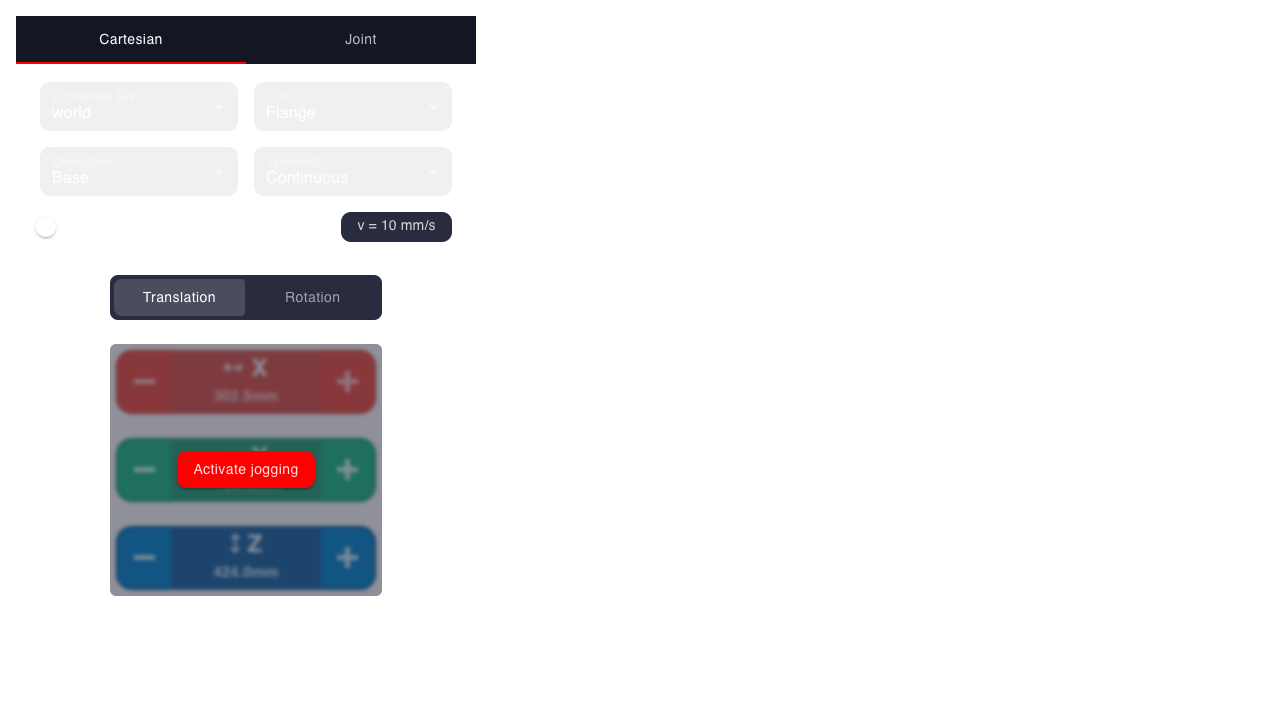 Cartesian Joint
Coordinate Sys. TCP
world Flange
Orientation Increment
Base Continuous
v = 10 mm/s
Translation Rotation
X
302.9mm
Activate jogging
Z
424.0mm